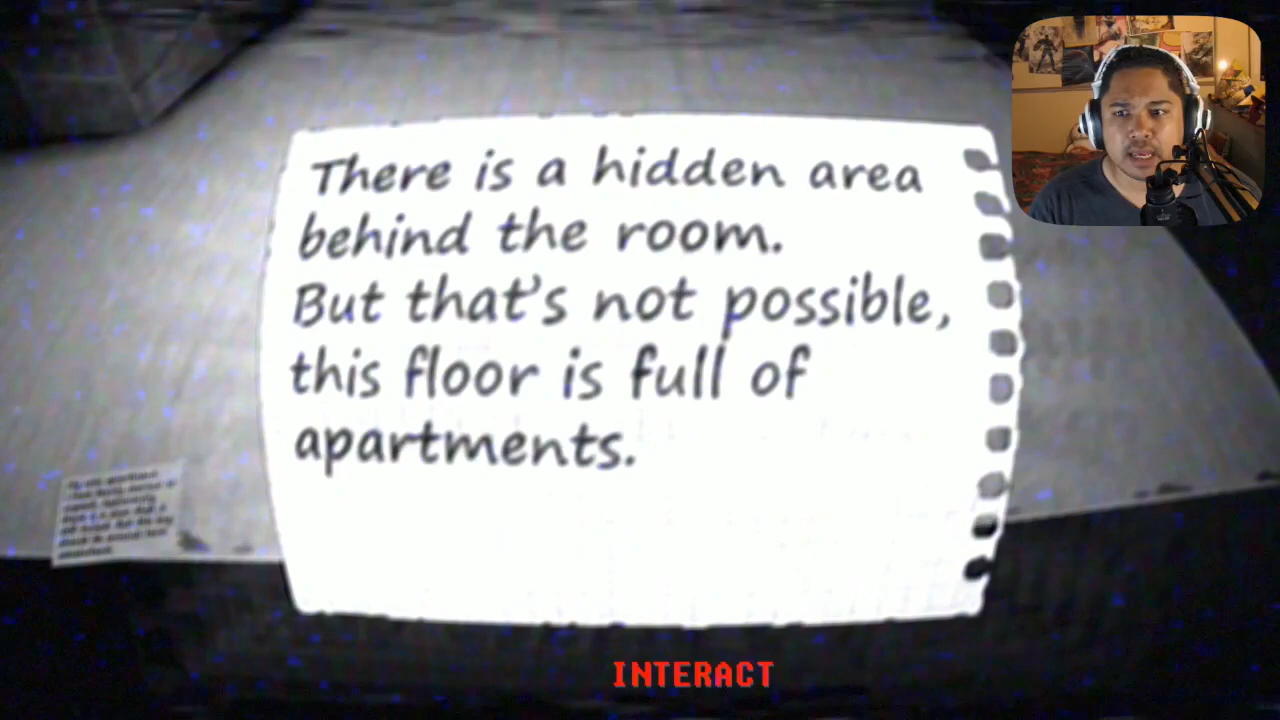 There is a hidden area
behind the room.
But that's not possible,
this floor is full of
apartments.
INTERACT